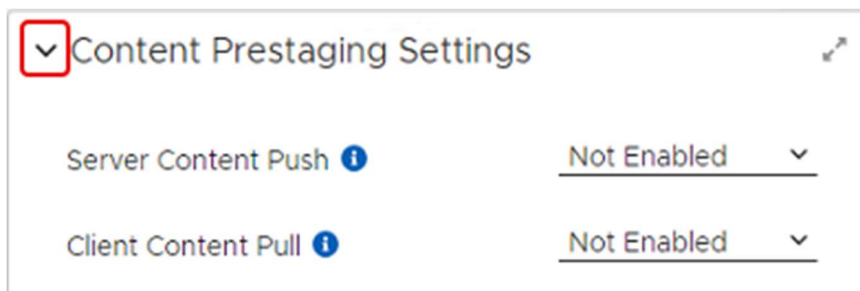 Content Prestaging Settings
Server Content Push Not Enabled
Client Content Pull Not Enabled